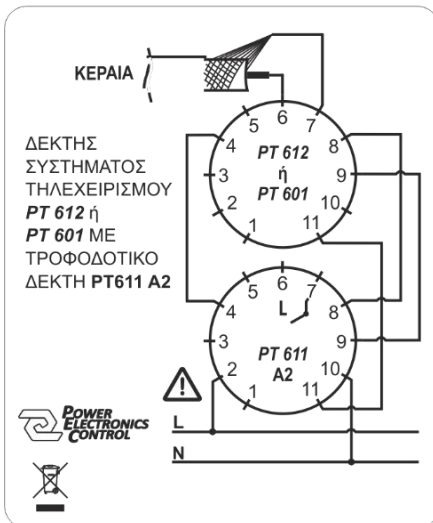 ΚΕΡΑΙΑ
ΔΕΚΤΗΣ
ΣΥΣΤΗΜΑΤΟΣ
ΤΗΛΕΧΕΙΡΙΣΜΟΥ
PT 612 ή
PT 601 ΜΕ
ΤΡΟΦΟΔΟΤΙΚΟ
ΔΕΚΤΗ PT611 A2
5
6
7
4
8
PT 612
ή
PT 601
3
9
2
10
1
11
5
6
7
4
L
8
3
9
PT 611
A2
2
10
1
11
POWER
ELECTRONICS
CONTROL
L
N